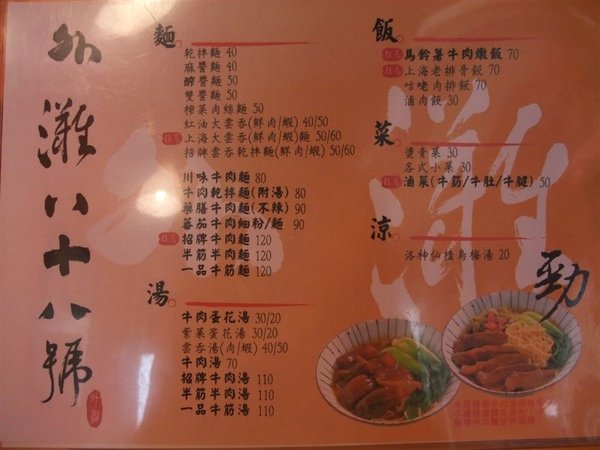 外灘八十八號
麵
乾拌麵 40
麻醬麵 40
醡醬麵 50
雙醬麵 50
榨菜肉絲麵 50
紅油大雲吞(鮮肉/蝦) 40/50
上海大雲吞(鮮肉/蝦)麵 50/60
招牌雲吞乾拌麵(鮮肉/蝦) 50/60
川味牛肉麵 80
牛肉乾拌麵(附湯) 80
藥膳牛肉麵(不辣) 90
蕃茄牛肉細粉/麵 90
招牌牛肉麵 120
半筋半肉麵 120
一品牛筋麵 120
湯
牛肉蛋花湯 30/20
紫菜蛋花湯 30/20
雲吞湯(肉/蝦) 40/50
牛肉湯 70
招牌牛肉湯 110
半筋半肉湯 110
一品牛筋湯 110
飯
馬鈴薯牛肉燉飯 70
上海老排骨飯 70
咕咾肉排飯 50
滷肉飯 30
菜
燙青菜 30
各式小菜 30
滷菜(牛筋/牛肚/牛腱) 50
涼
洛神仙楂烏梅湯 20
勁
灘